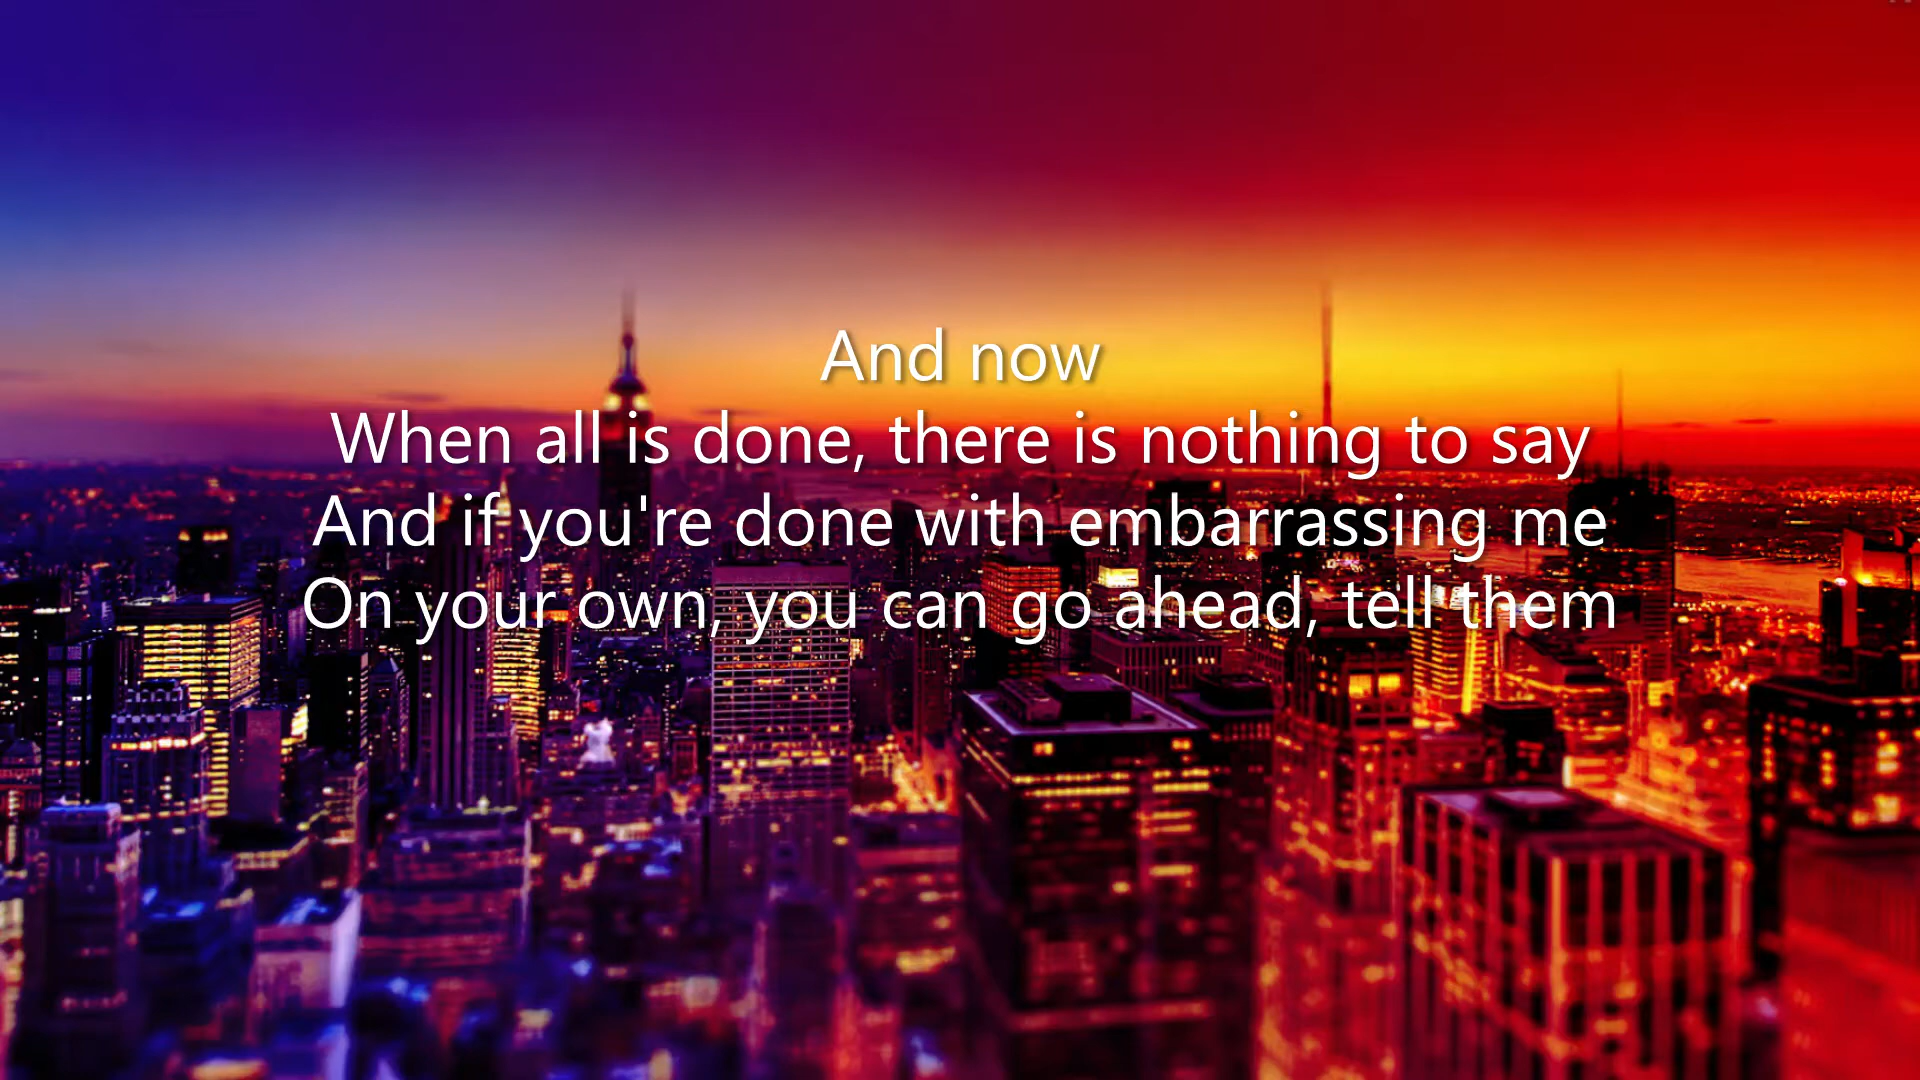 And now
When all is done, there is nothing to say
And if you're done with embarrassing me
On your own, you can go ahead, tell them